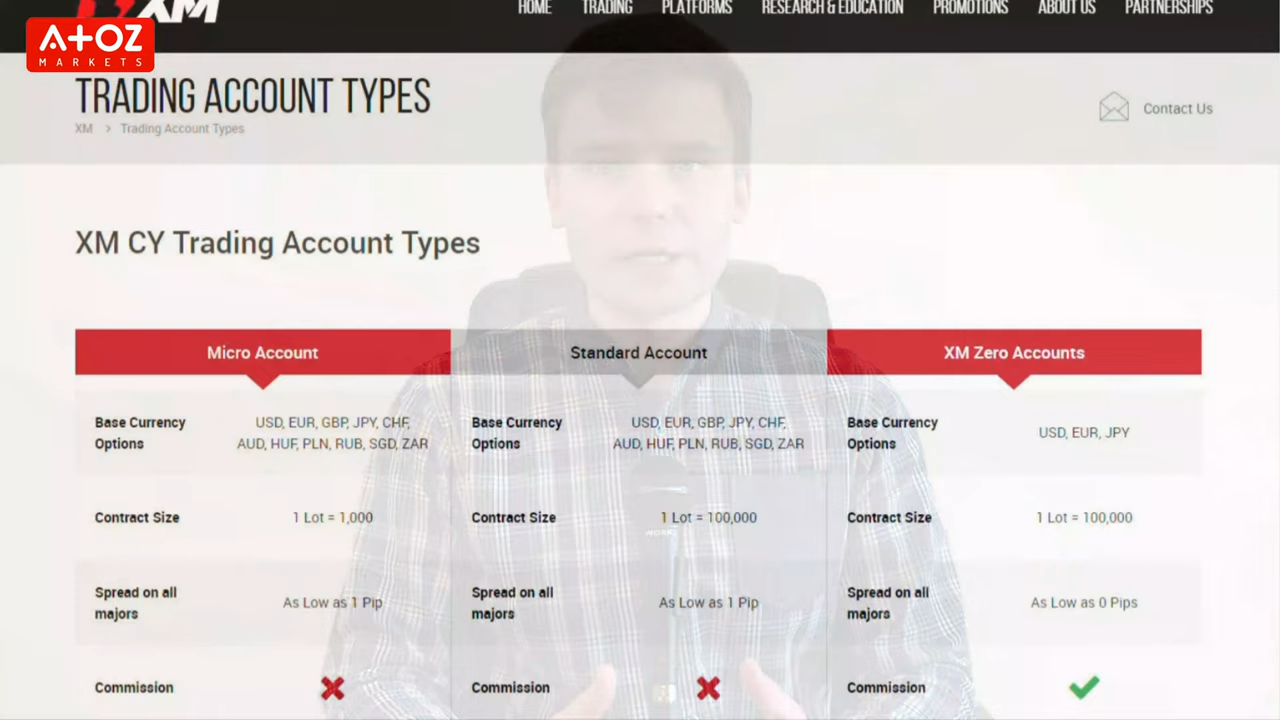 XM
HOME TRADING PLATFORMS RESEARCH & EDUCATION PROMOTIONS ABOUT US PARTNERSHIPS
A+OZ
MARKETS
TRADING ACCOUNT TYPES
XM > Trading Account Types
Contact Us
XM CY Trading Account Types
Micro Account Standard Account XM Zero Accounts
Base Currency Options USD, EUR, GBP, JPY, CHF, AUD, HUF, PLN, RUB, SGD, ZAR Base Currency Options USD, EUR, GBP, JPY, CHF, AUD, HUF, PLN, RUB, SGD, ZAR Base Currency Options USD, EUR, JPY
Contract Size 1 Lot = 1,000 Contract Size 1 Lot = 100,000 Contract Size 1 Lot = 100,000
Spread on all majors As Low as 1 Pip Spread on all majors As Low as 1 Pip Spread on all majors As Low as 0 Pips
Commission Commission Commission